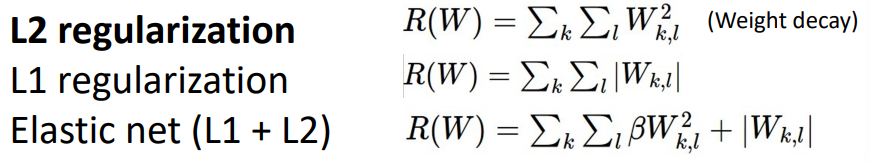 L2 regularization R(W) = ∑ₖ ∑ₗ W²ₖ,ₗ (Weight decay)
L1 regularization R(W) = ∑ₖ ∑ₗ |Wₖ,ₗ|
Elastic net (L1 + L2) R(W) = ∑ₖ ∑ₗ βW²ₖ,ₗ + |Wₖ,ₗ|